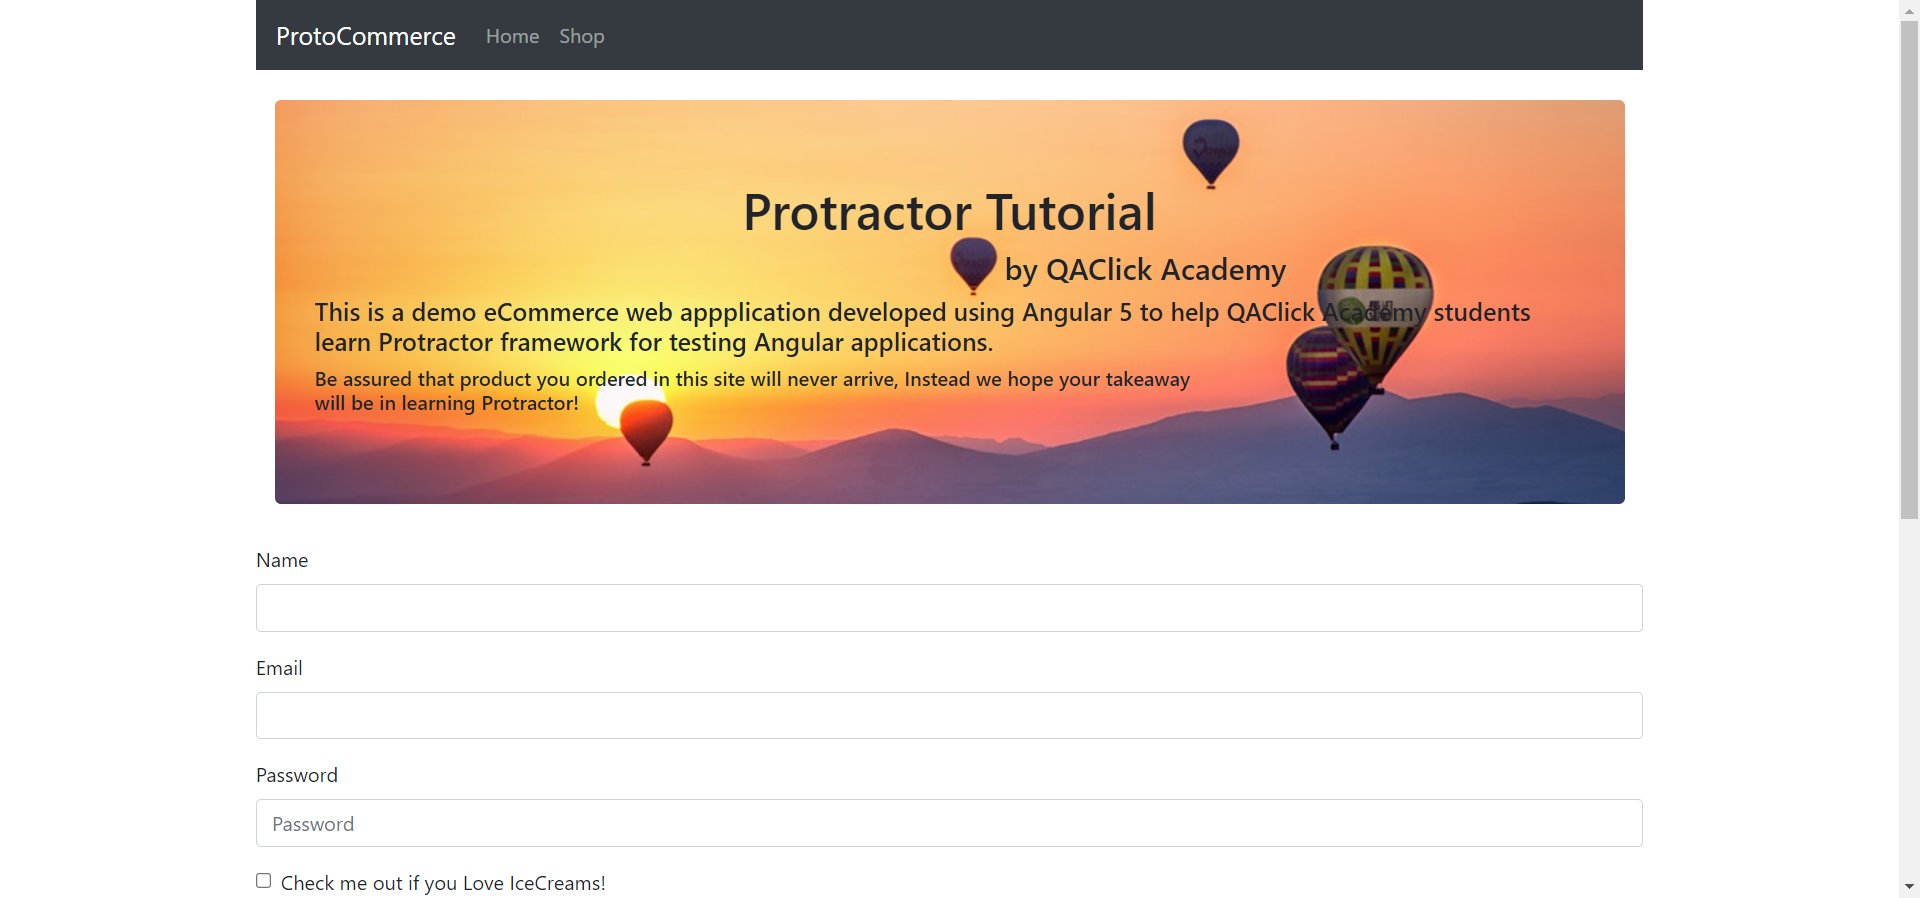 ProtoCommerce Home Shop
Protractor Tutorial
by QAClick Academy
This is a demo eCommerce web appplication developed using Angular 5 to help QAClick Academy students
learn Protractor framework for testing Angular applications.
Be assured that product you ordered in this site will never arrive, Instead we hope your takeaway
will be in learning Protractor!
Name
Email
Password
Password
Check me out if you Love IceCreams!